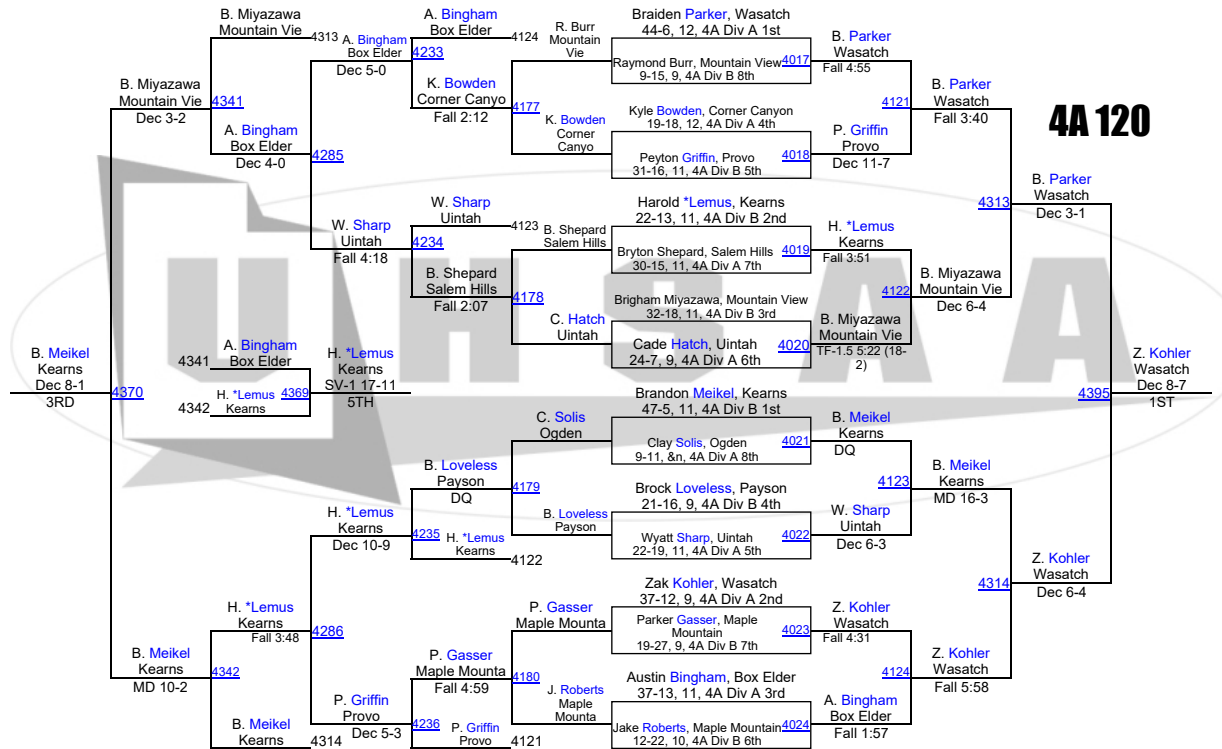 4A 120
UHSAA
B. Meikel
Kearns
Dec 8-1
3RD
4370
B. Miyazawa
Mountain Vie
Dec 3-2
B. Meikel
Kearns
MD 10-2
B. Miyazawa
Mountain Vie
4313
4341
A. Bingham
Box Elder
Dec 4-0
4341
A. Bingham
Box Elder
4342
H. *Lemus
Kearns
4369
H. *Lemus
Kearns
SV-1 17-11
5TH
H. *Lemus
Kearns
Fall 3:48
4342
B. Meikel
Kearns
4314
A. Bingham
Box Elder
Dec 5-0
4285
W. Sharp
Uintah
Fall 4:18
H. *Lemus
Kearns
Dec 10-9
4286
P. Griffin
Provo
Dec 5-3
A. Bingham
Box Elder
4124
4233
K. Bowden
Corner Canyo
Fall 2:12
W. Sharp
Uintah
4123
4234
B. Shepard
Salem Hills
Fall 2:07
B. Loveless
Payson
DQ
4235
H. *Lemus
Kearns
4122
P. Gasser
Maple Mounta
Fall 4:59
4236
P. Griffin
Provo
4121
R. Burr
Mountain
Vie
4177
K. Bowden
Corner
Canyo
B. Shepard
Salem Hills
4178
C. Hatch
Uintah
C. Solis
Ogden
4179
B. Loveless
Payson
P. Gasser
Maple Mounta
4180
J. Roberts
Maple
Mounta
Braiden Parker, Wasatch
44-6, 12, 4A Div A 1st
Raymond Burr, Mountain View
9-15, 9, 4A Div B 8th
4017
Kyle Bowden, Corner Canyon
19-18, 12, 4A Div A 4th
Peyton Griffin, Provo
31-16, 11, 4A Div B 5th
4018
Harold *Lemus, Kearns
22-13, 11, 4A Div B 2nd
Bryton Shepard, Salem Hills
30-15, 11, 4A Div A 7th
4019
Brigham Miyazawa, Mountain View
32-18, 11, 4A Div B 3rd
Cade Hatch, Uintah
24-7, 9, 4A Div A 6th
4020
Brandon Meikel, Kearns
47-5, 11, 4A Div B 1st
Clay Solis, Ogden
9-11, &n, 4A Div A 8th
4021
Brock Loveless, Payson
21-16, 9, 4A Div B 4th
Wyatt Sharp, Uintah
22-19, 11, 4A Div A 5th
4022
Zak Kohler, Wasatch
37-12, 9, 4A Div A 2nd
Parker Gasser, Maple
Mountain
19-27, 9, 4A Div B 7th
4023
Austin Bingham, Box Elder
37-13, 11, 4A Div A 3rd
Jake Roberts, Maple Mountain
12-22, 10, 4A Div B 6th
4024
B. Parker
Wasatch
Fall 4:55
4121
P. Griffin
Provo
Dec 11-7
H. *Lemus
Kearns
Fall 3:51
4122
B. Miyazawa
Mountain Vie
TF-1.5 5:22 (18-
2)
B. Meikel
Kearns
DQ
4123
W. Sharp
Uintah
Dec 6-3
Z. Kohler
Wasatch
Fall 4:31
4124
A. Bingham
Box Elder
Fall 1:57
B. Parker
Wasatch
Fall 3:40
4313
B. Miyazawa
Mountain Vie
Dec 6-4
B. Meikel
Kearns
MD 16-3
4314
Z. Kohler
Wasatch
Fall 5:58
B. Parker
Wasatch
Dec 3-1
4395
Z. Kohler
Wasatch
Dec 6-4
Z. Kohler
Wasatch
Dec 8-7
1ST